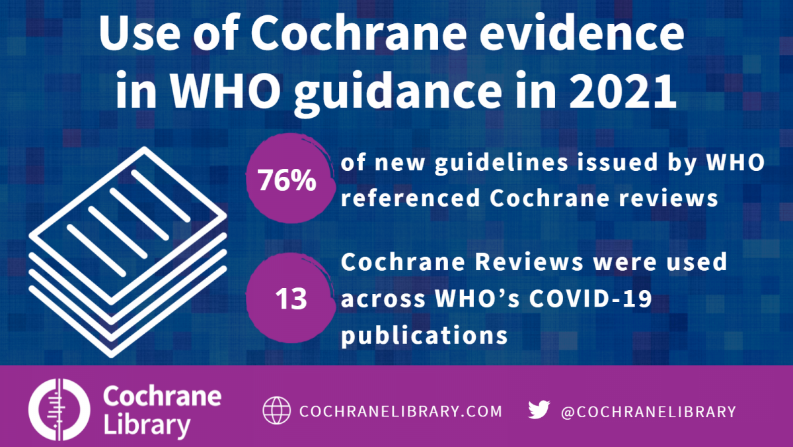 Use of Cochrane evidence
in WHO guidance in 2021
76%
of new guidelines issued by WHO
referenced Cochrane reviews
13
Cochrane Reviews were used
across WHO’s COVID-19
publications
Cochrane
Library
COCHRANELIBRARY.COM
@COCHRANELIBRARY